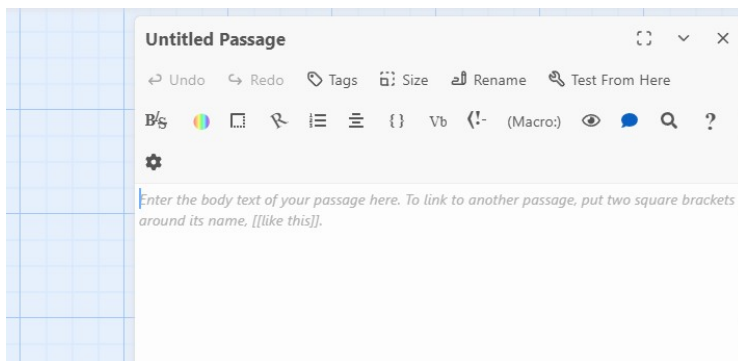 Untitled Passage
Undo Redo Tags Size Rename Test From Here
B/S R {} Vb <!- (Macro:) ?
Enter the body text of your passage here. To link to another passage, put two square brackets
around its name, [[like this]].